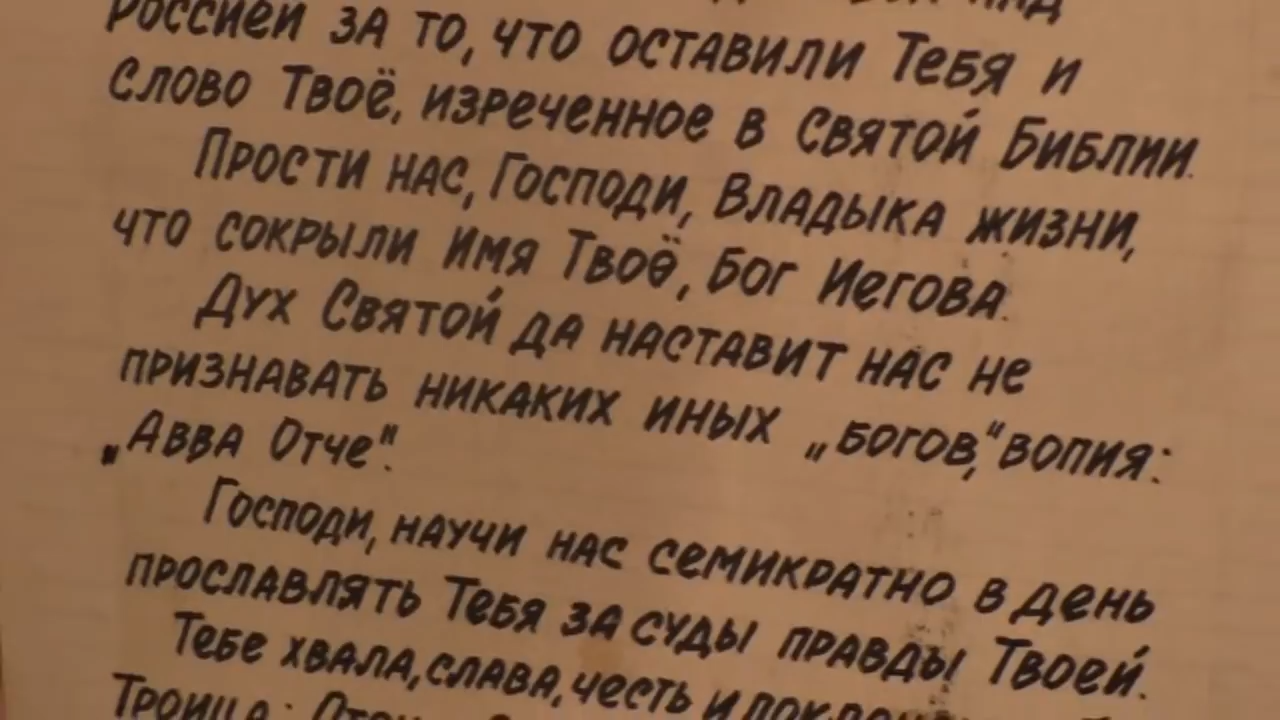 Россией за то, что оставили Тебя и
Слово Твоё, изреченное в Святой Библии.
Прости нас, Господи, Владыка жизни,
что сокрыли Имя Твоё, Бог Иегова.
Дух Святой да наставит нас не
признавать никаких иных „богов,“ вопия:
„Авва Отче“.
Господи, научи нас семикратно в день
прославлять Тебя за суды правды Твоей.
Тебе хвала, слава, честь и
Троица: